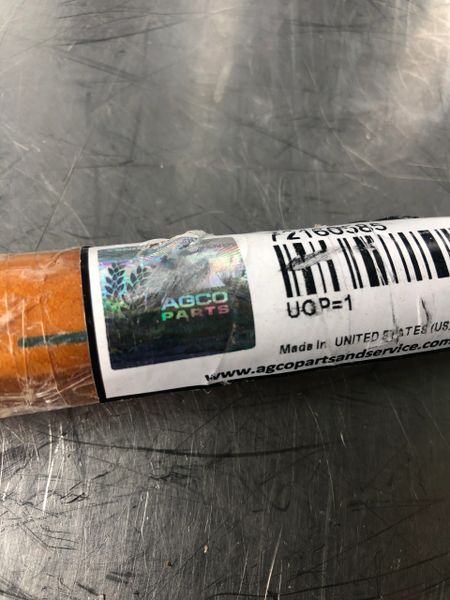 AGCO
PARTS
UOP=1
Made in UNITED STATES (US
www.agcopartsandservice.com